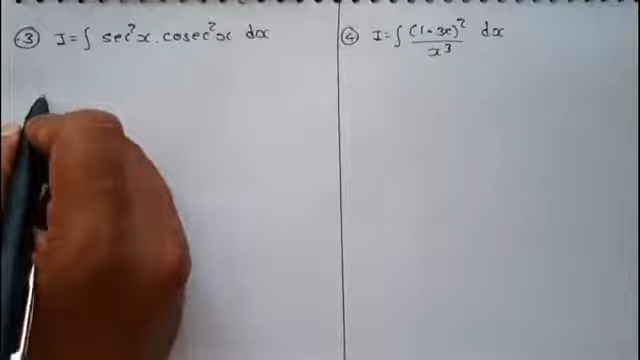 ③ I = ∫ sec²x . cosec²x dx
④ I = ∫ (1-3x)²/x³ dx